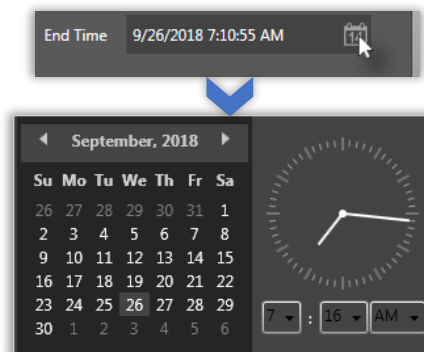 End Time 9/26/2018 7:10:55 AM
14
September, 2018
Su Mo Tu We Th Fr Sa
26 27 28 29 30 31 1
2 3 4 5 6 7 8
9 10 11 12 13 14 15
16 17 18 19 20 21 22
23 24 25 26 27 28 29
30 1 2 3 4 5 6
7 : 16 AM